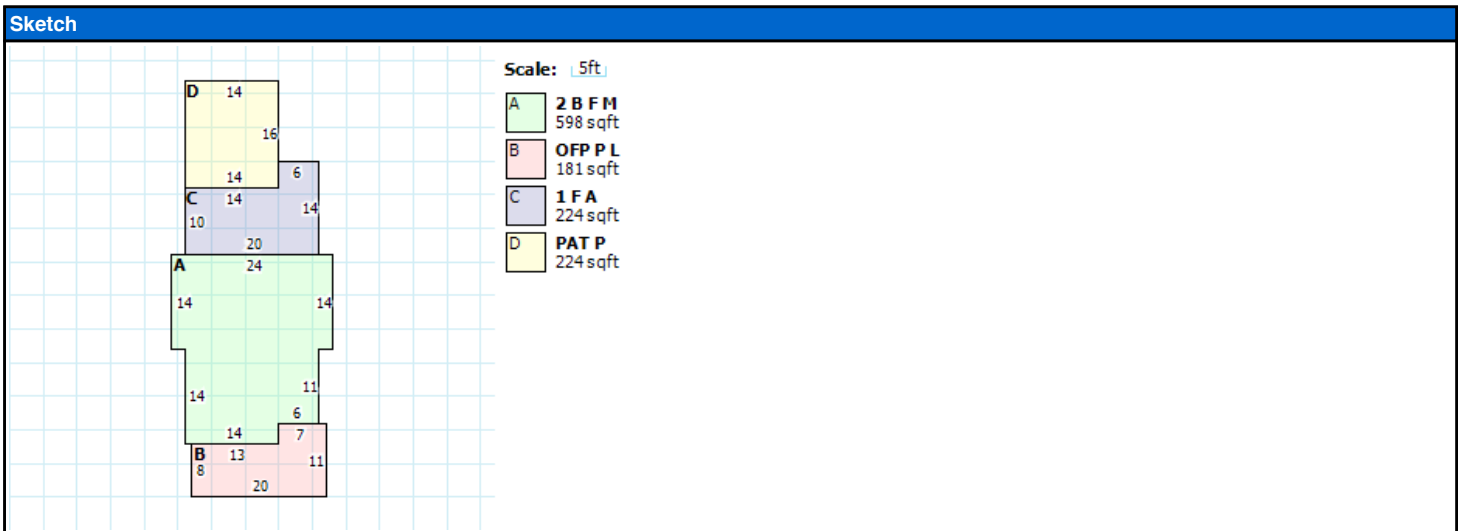 Sketch
Scale: 5ft
A 2 B F M
598 sqft
B OFP P L
181 sqft
C 1 F A
224 sqft
D PAT P
224 sqft
D 14
16
14 6
C 14
14
10
20
A 24
14 14
11
14
6
14 7
B 13
11
8
20